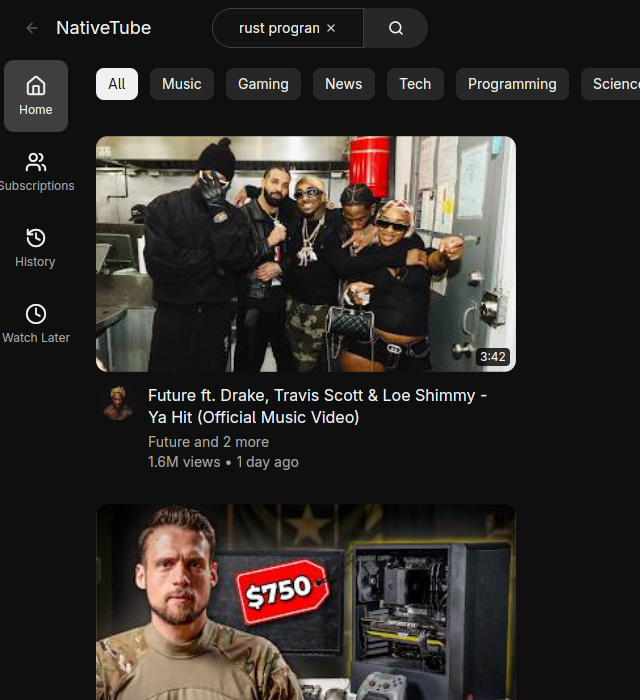 NativeTube
rust progran
All
Music
Gaming
News
Tech
Programming
Science
Home
Subscriptions
History
Watch Later
3:42
Future ft. Drake, Travis Scott & Loe Shimmy -
Ya Hit (Official Music Video)
Future and 2 more
1.6M views • 1 day ago
$750